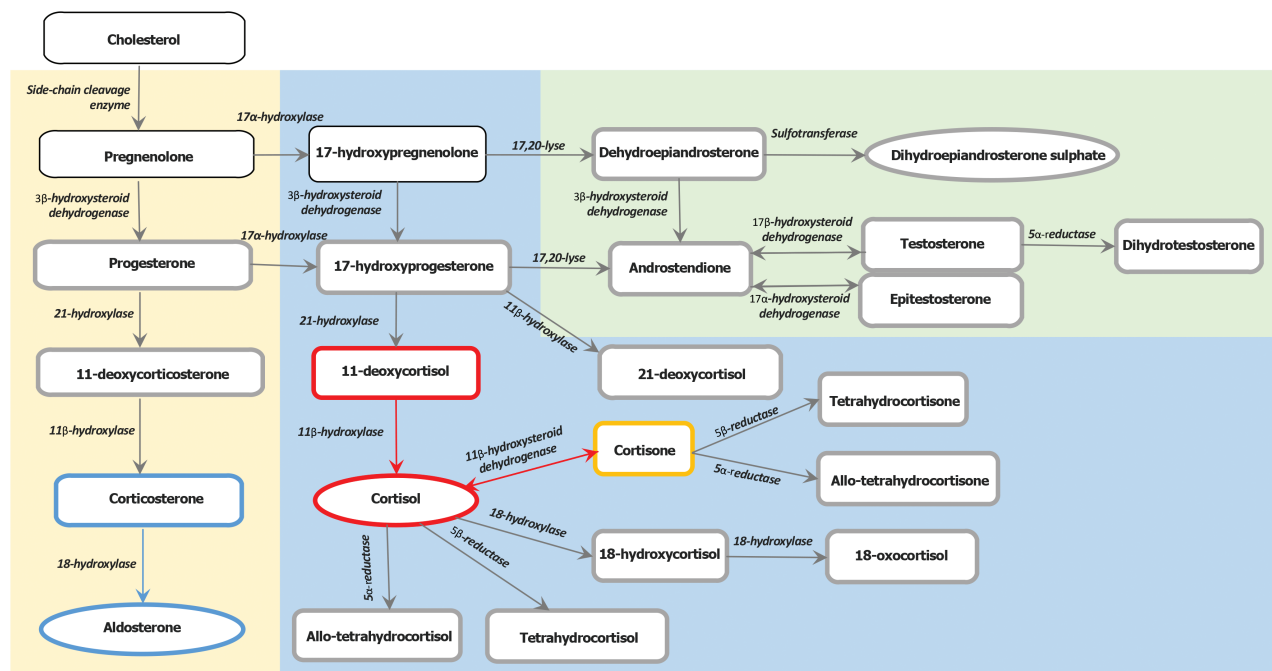 Cholesterol
Side-chain cleavage
enzyme
17α-hydroxylase
Pregnenolone
17-hydroxypregnenolone
17,20-lyse
Dehydroepiandrosterone
Sulfotransferase
Dihydroepiandrosterone sulphate
3β-hydroxysteroid
dehydrogenase
3β-hydroxysteroid
dehydrogenase
3β-hydroxysteroid
dehydrogenase
17α-hydroxylase
Progesterone
17-hydroxyprogesterone
17,20-lyse
Androstendione
17β-hydroxysteroid
dehydrogenase
Testosterone
5α-reductase
Dihydrotestosterone
17α-hydroxysteroid
dehydrogenase
Epitestosterone
21-hydroxylase
21-hydroxylase
11β-hydroxylase
11-deoxycorticosterone
11-deoxycortisol
21-deoxycortisol
11β-hydroxylase
11β-hydroxylase
11β-hydroxysteroid
dehydrogenase
Cortisone
5β-reductase
Tetrahydrocortisone
5α-reductase
Allo-tetrahydrocortisone
Corticosterone
Cortisol
18-hydroxylase
5α-reductase
5β-reductase
18-hydroxylase
18-hydroxycortisol
18-hydroxylase
18-oxocortisol
Aldosterone
Allo-tetrahydrocortisol
Tetrahydrocortisol